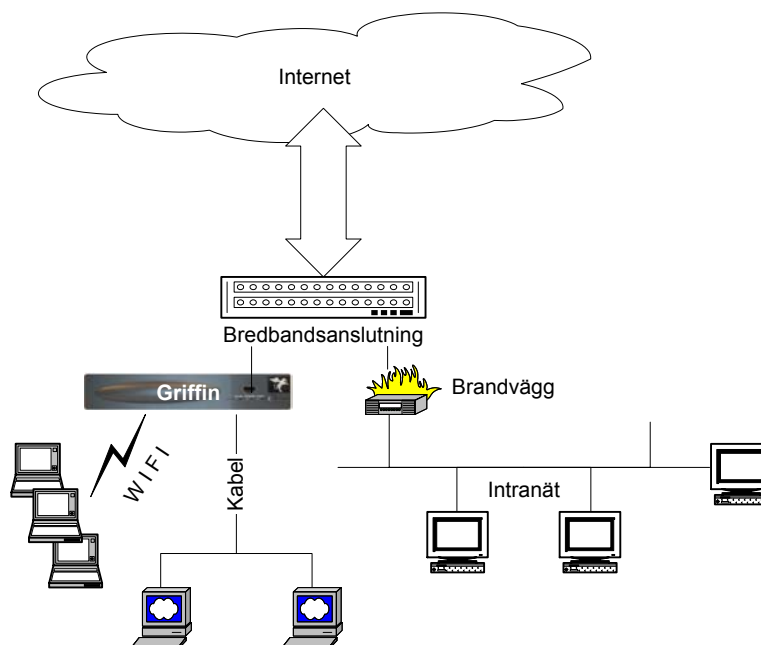 Internet
Bredbandsanslutning
Griffin
Brandvägg
WIFI
Kabel
Intranät